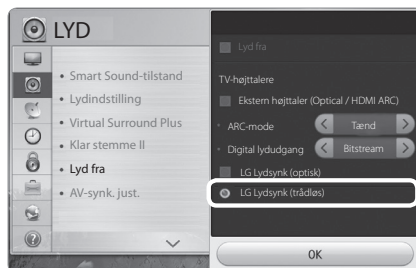 LYD
Smart Sound-tilstand
Lydindstilling
Virtual Surround Plus
Klar stemme II
Lyd fra
AV-synk. just.
Lyd fra
TV-højttalere
Ekstern højttaler (Optical / HDMI ARC)
ARC-mode
Tænd
Digital lydudgang
Bitstream
LG Lydsynk (optisk)
LG Lydsynk (trådløs)
OK